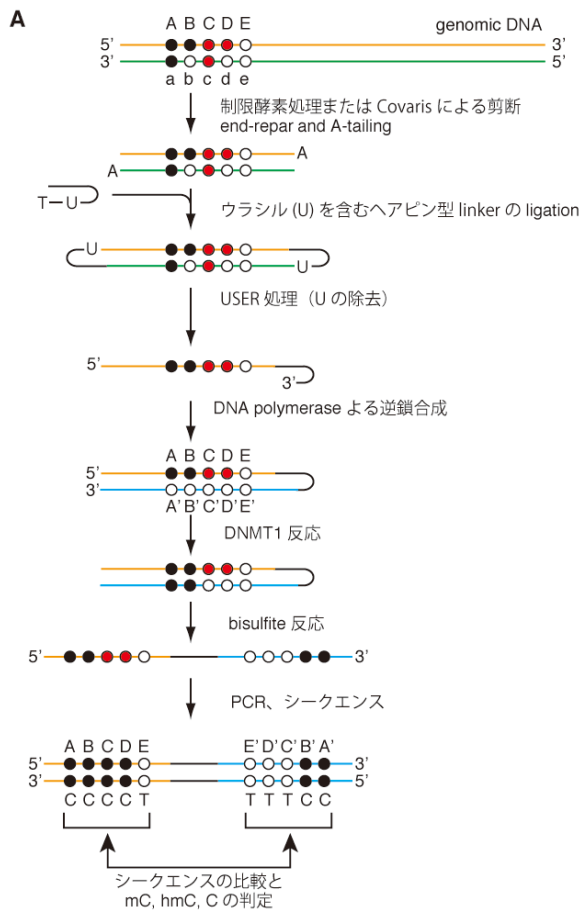 A
A B C D E
genomic DNA
5’ 3’
3’ 5’
a b c d e
制限酵素処理または Covaris による剪断
end-repar and A-tailing
A
A
T–U
ウラシル (U) を含むヘアピン型 linker の ligation
U
U
USER 処理（U の除去）
5’
3’
DNA polymerase よる逆鎖合成
A B C D E
5’
3’
A’ B’ C’ D’ E’
DNMT1 反応
bisulfite 反応
5’ 3’
PCR、シークエンス
A B C D E E’ D’ C’ B’ A’
5’ 3’
3’ 5’
C C C C T T T T C C
シークエンスの比較と
mC, hmC, C の判定